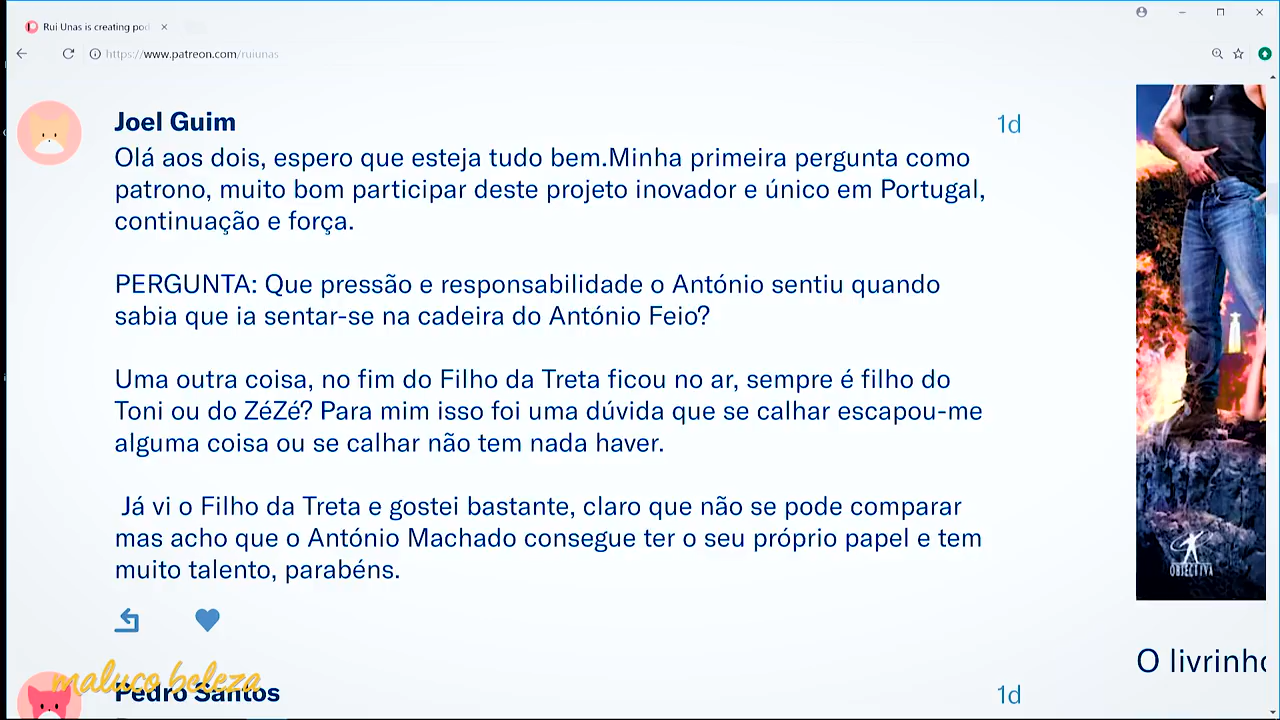 Rui Unas is creating pod
https://www.patreon.com/ruiunas
Joel Guim
1d
Olá aos dois, espero que esteja tudo bem.Minha primeira pergunta como
patrono, muito bom participar deste projeto inovador e único em Portugal,
continuação e força.
PERGUNTA: Que pressão e responsabilidade o António sentiu quando
sabia que ia sentar-se na cadeira do António Feio?
Uma outra coisa, no fim do Filho da Treta ficou no ar, sempre é filho do
Toni ou do ZéZé? Para mim isso foi uma dúvida que se calhar escapou-me
alguma coisa ou se calhar não tem nada haver.
Já vi o Filho da Treta e gostei bastante, claro que não se pode comparar
mas acho que o António Machado consegue ter o seu próprio papel e tem
muito talento, parabéns.
OBJECTIVA
O livrinho
maluco beleza
Pedro Santos
1d